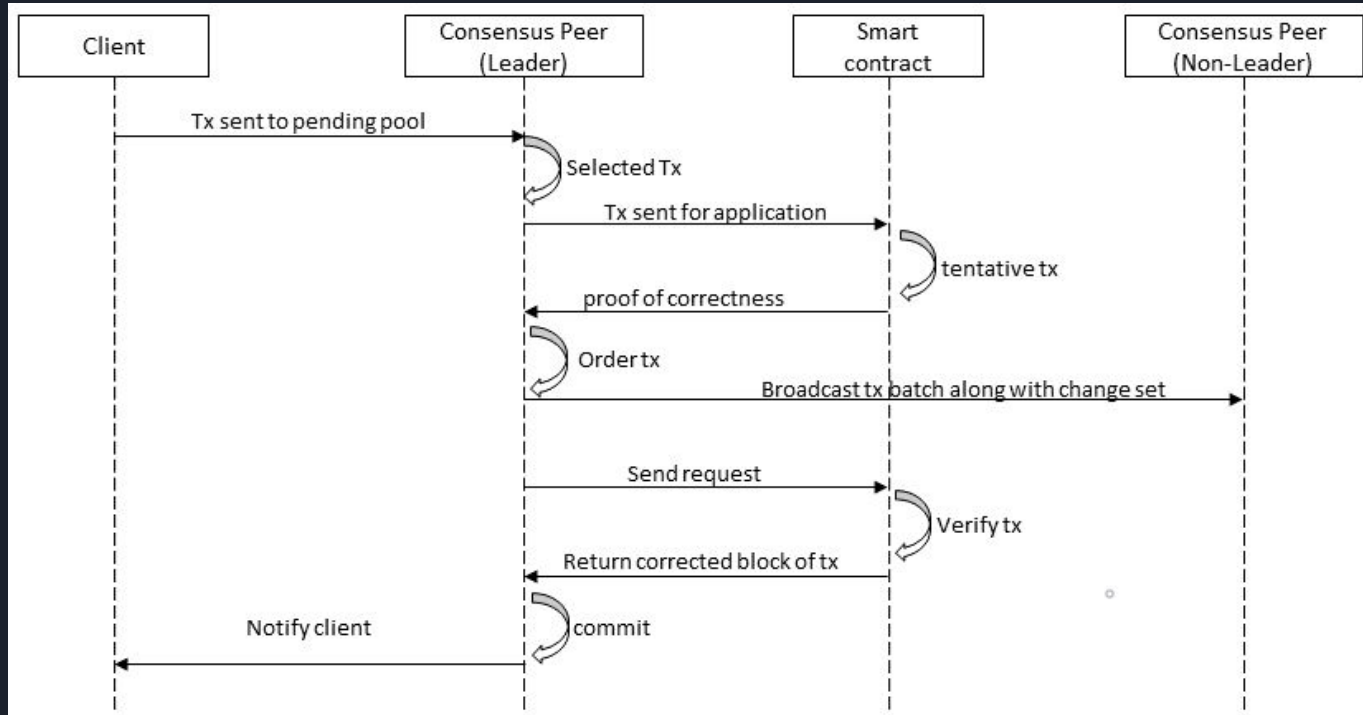 Client
Consensus Peer
(Leader)
Smart
contract
Consensus Peer
(Non-Leader)
Tx sent to pending pool
Selected Tx
Tx sent for application
tentative tx
proof of correctness
Order tx
Broadcast tx batch along with change set
Send request
Verify tx
Return corrected block of tx
Notify client
commit